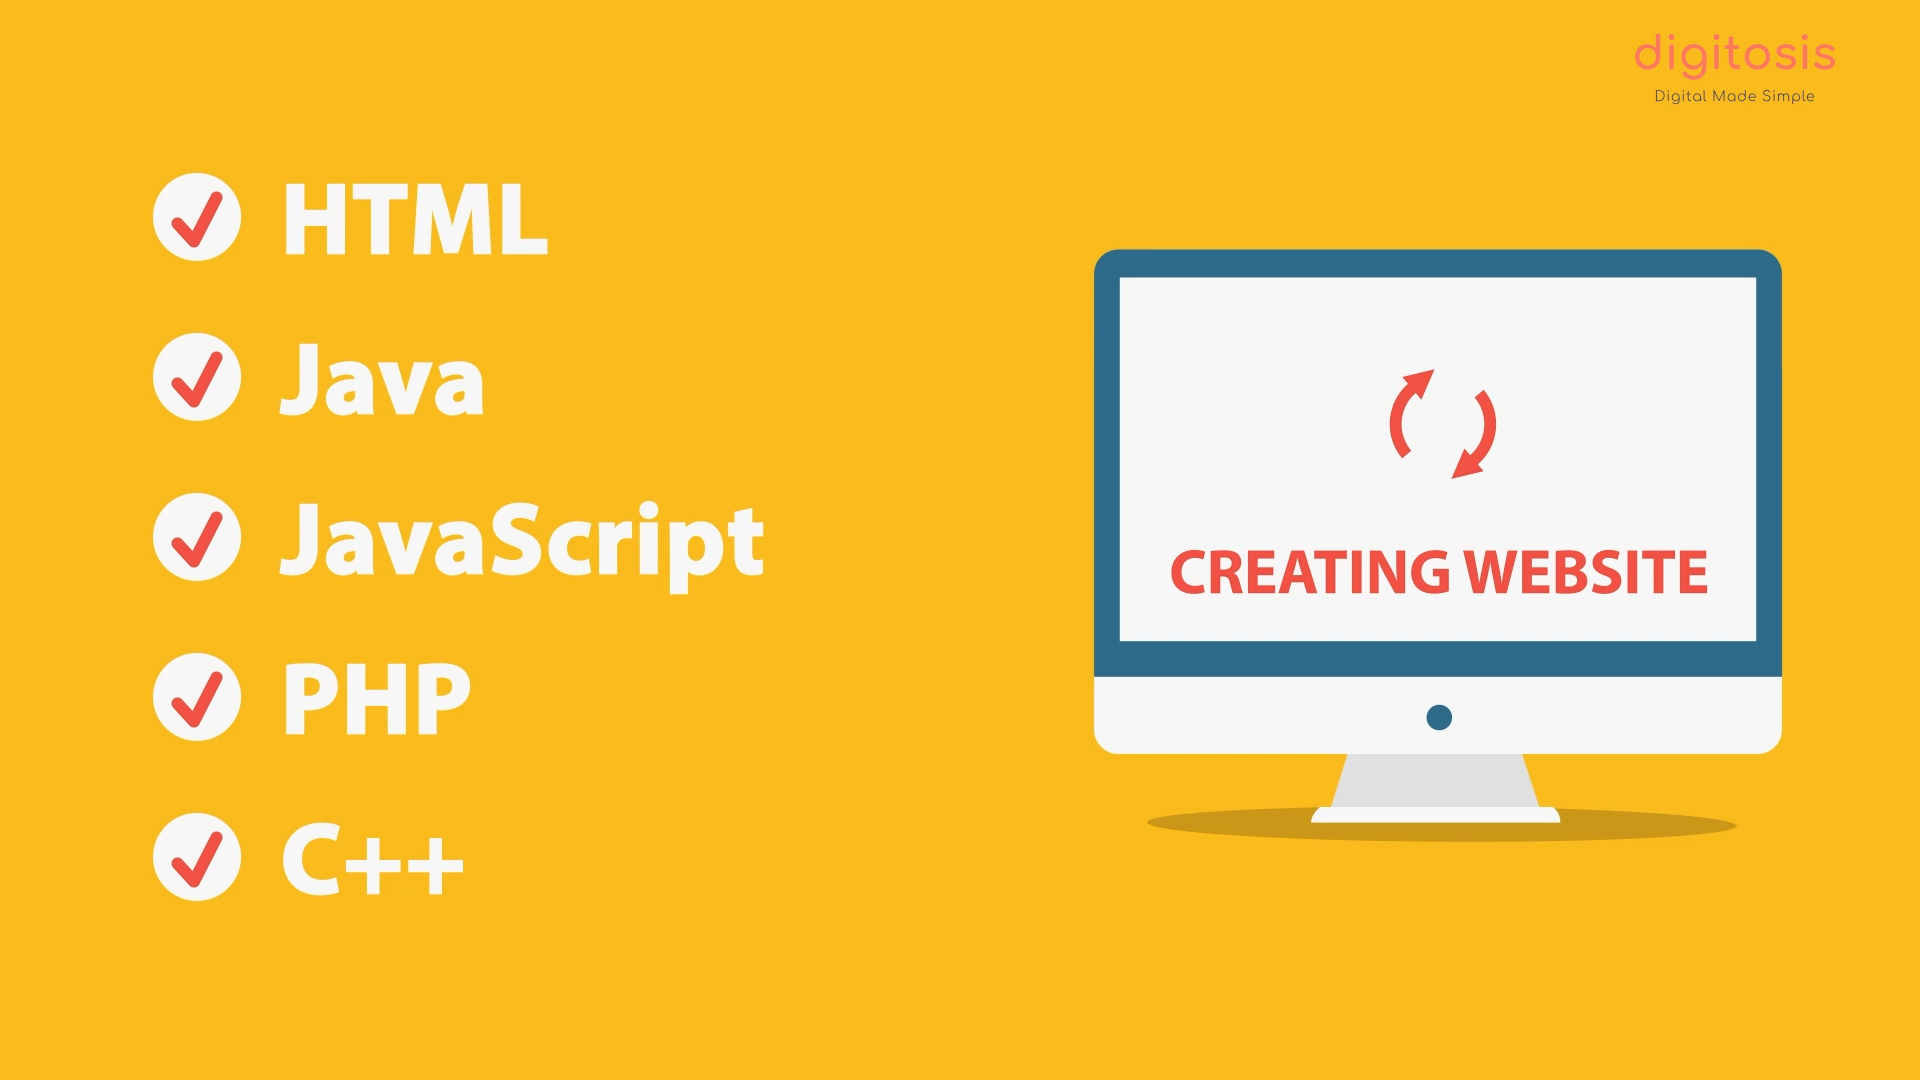 digitosis
Digital Made Simple
HTML
Java
JavaScript
PHP
C++
CREATING WEBSITE